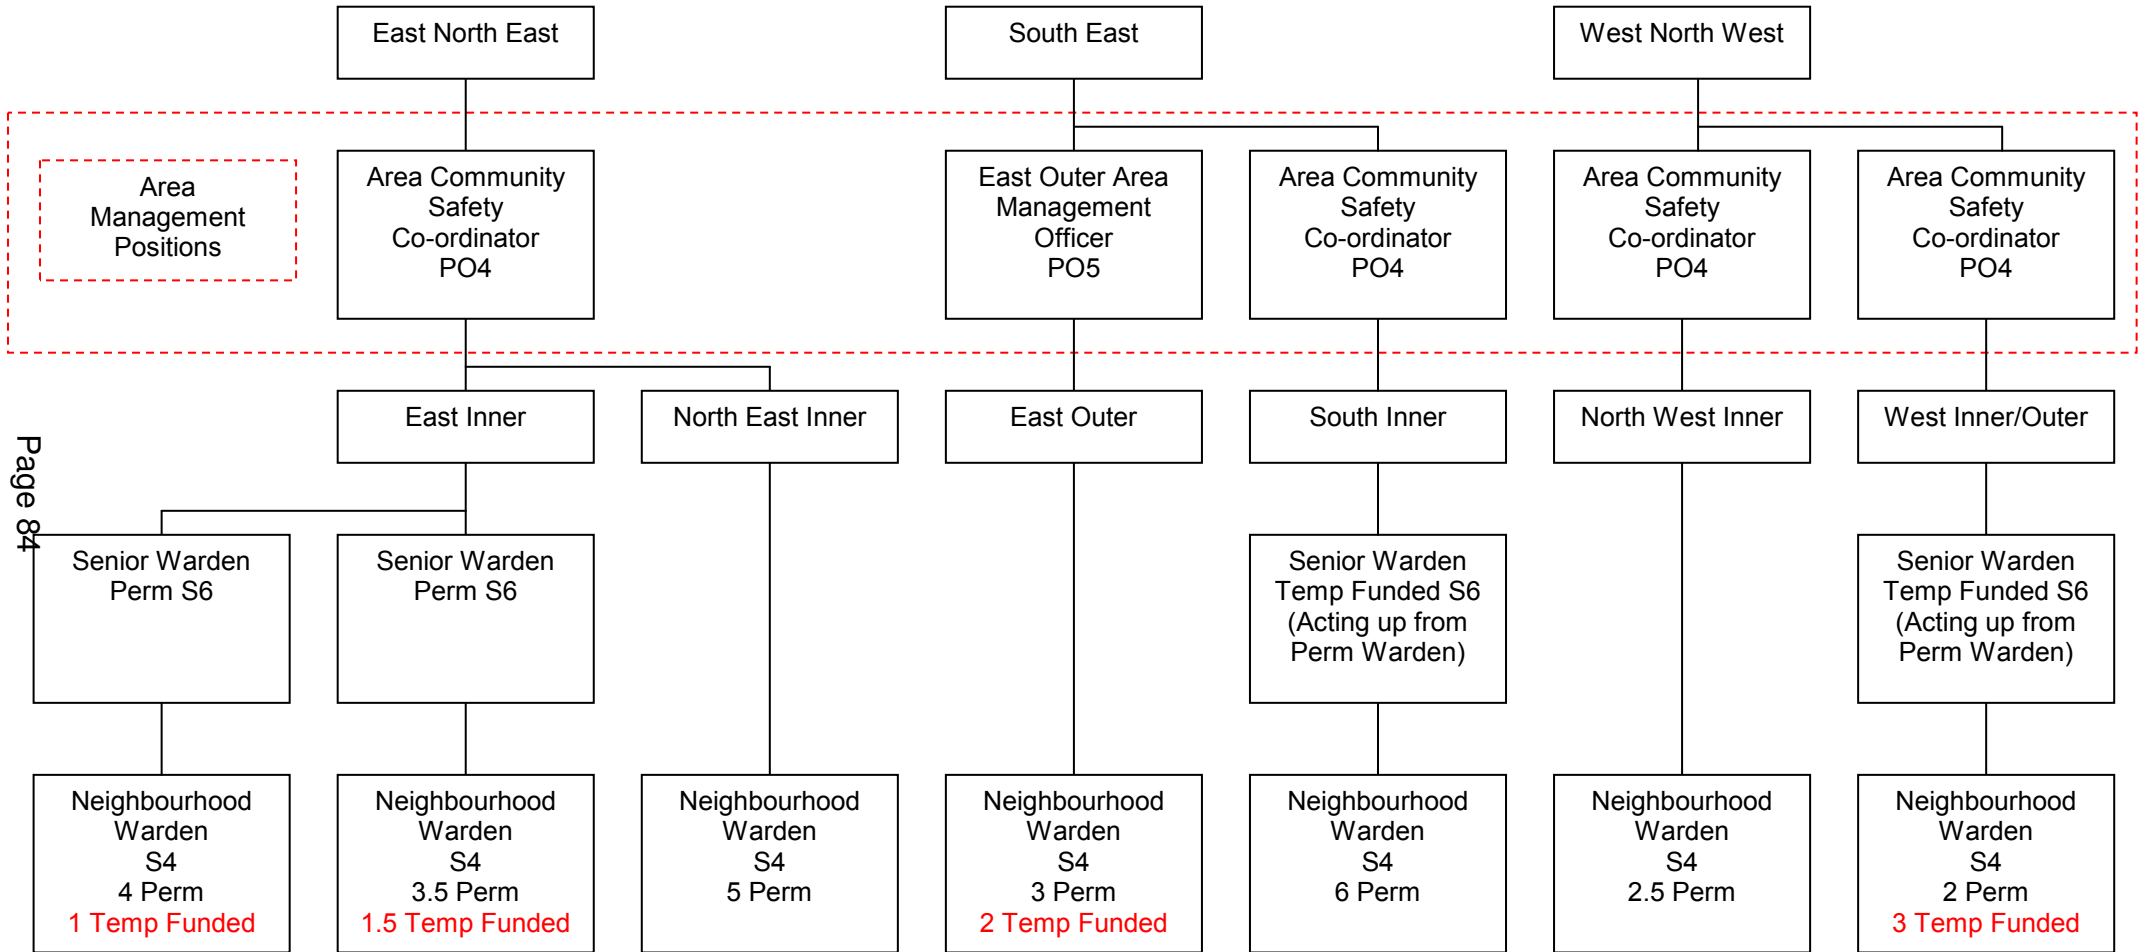 East North East
South East
West North West
Area
Management
Positions
Area Community
Safety
Co-ordinator
PO4
East Outer Area
Management
Officer
PO5
Area Community
Safety
Co-ordinator
PO4
Area Community
Safety
Co-ordinator
PO4
Area Community
Safety
Co-ordinator
PO4
East Inner
North East Inner
East Outer
South Inner
North West Inner
West Inner/Outer
Page 84
Senior Warden
Perm S6
Senior Warden
Perm S6
Senior Warden
Temp Funded S6
(Acting up from
Perm Warden)
Senior Warden
Temp Funded S6
(Acting up from
Perm Warden)
Neighbourhood
Warden
S4
4 Perm
1 Temp Funded
Neighbourhood
Warden
S4
3.5 Perm
1.5 Temp Funded
Neighbourhood
Warden
S4
5 Perm
Neighbourhood
Warden
S4
3 Perm
2 Temp Funded
Neighbourhood
Warden
S4
6 Perm
Neighbourhood
Warden
S4
2.5 Perm
Neighbourhood
Warden
S4
2 Perm
3 Temp Funded